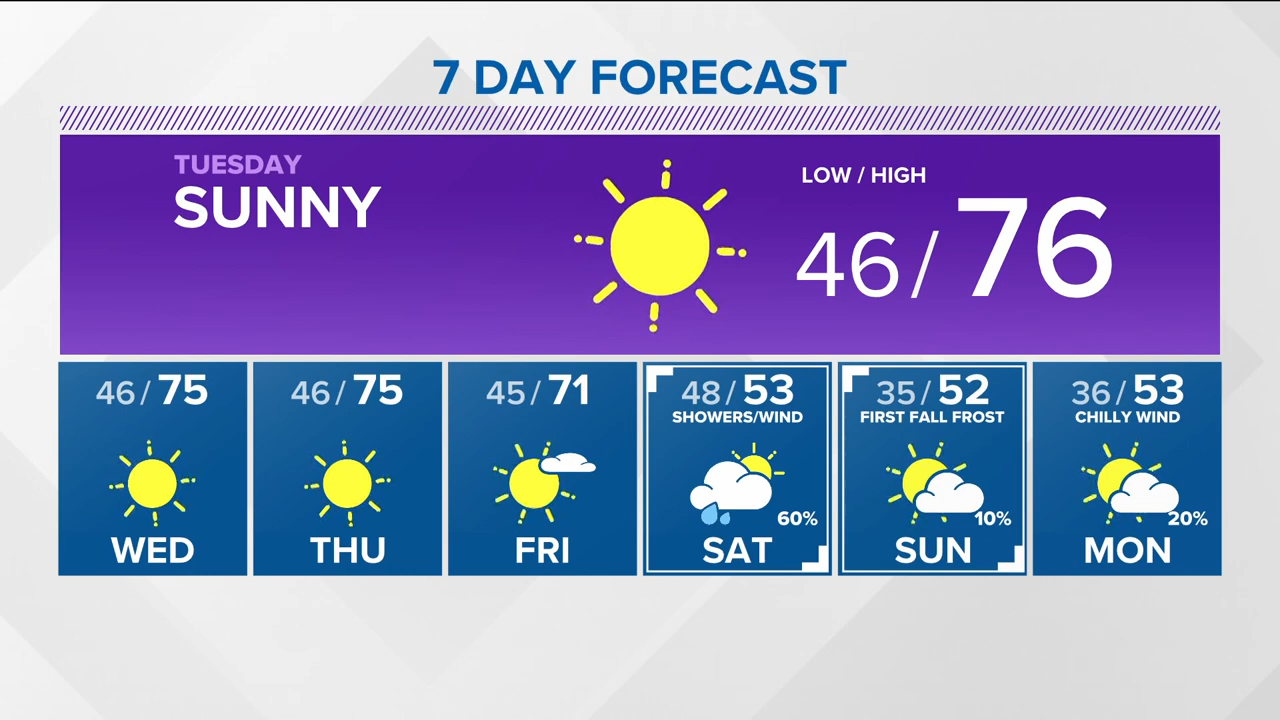 7 DAY FORECAST
TUESDAY
SUNNY
LOW / HIGH
46 / 76
46 / 75
WED
46 / 75
THU
45 / 71
FRI
48 / 53
SHOWERS/WIND
60%
SAT
35 / 52
FIRST FALL FROST
10%
SUN
36 / 53
CHILLY WIND
20%
MON